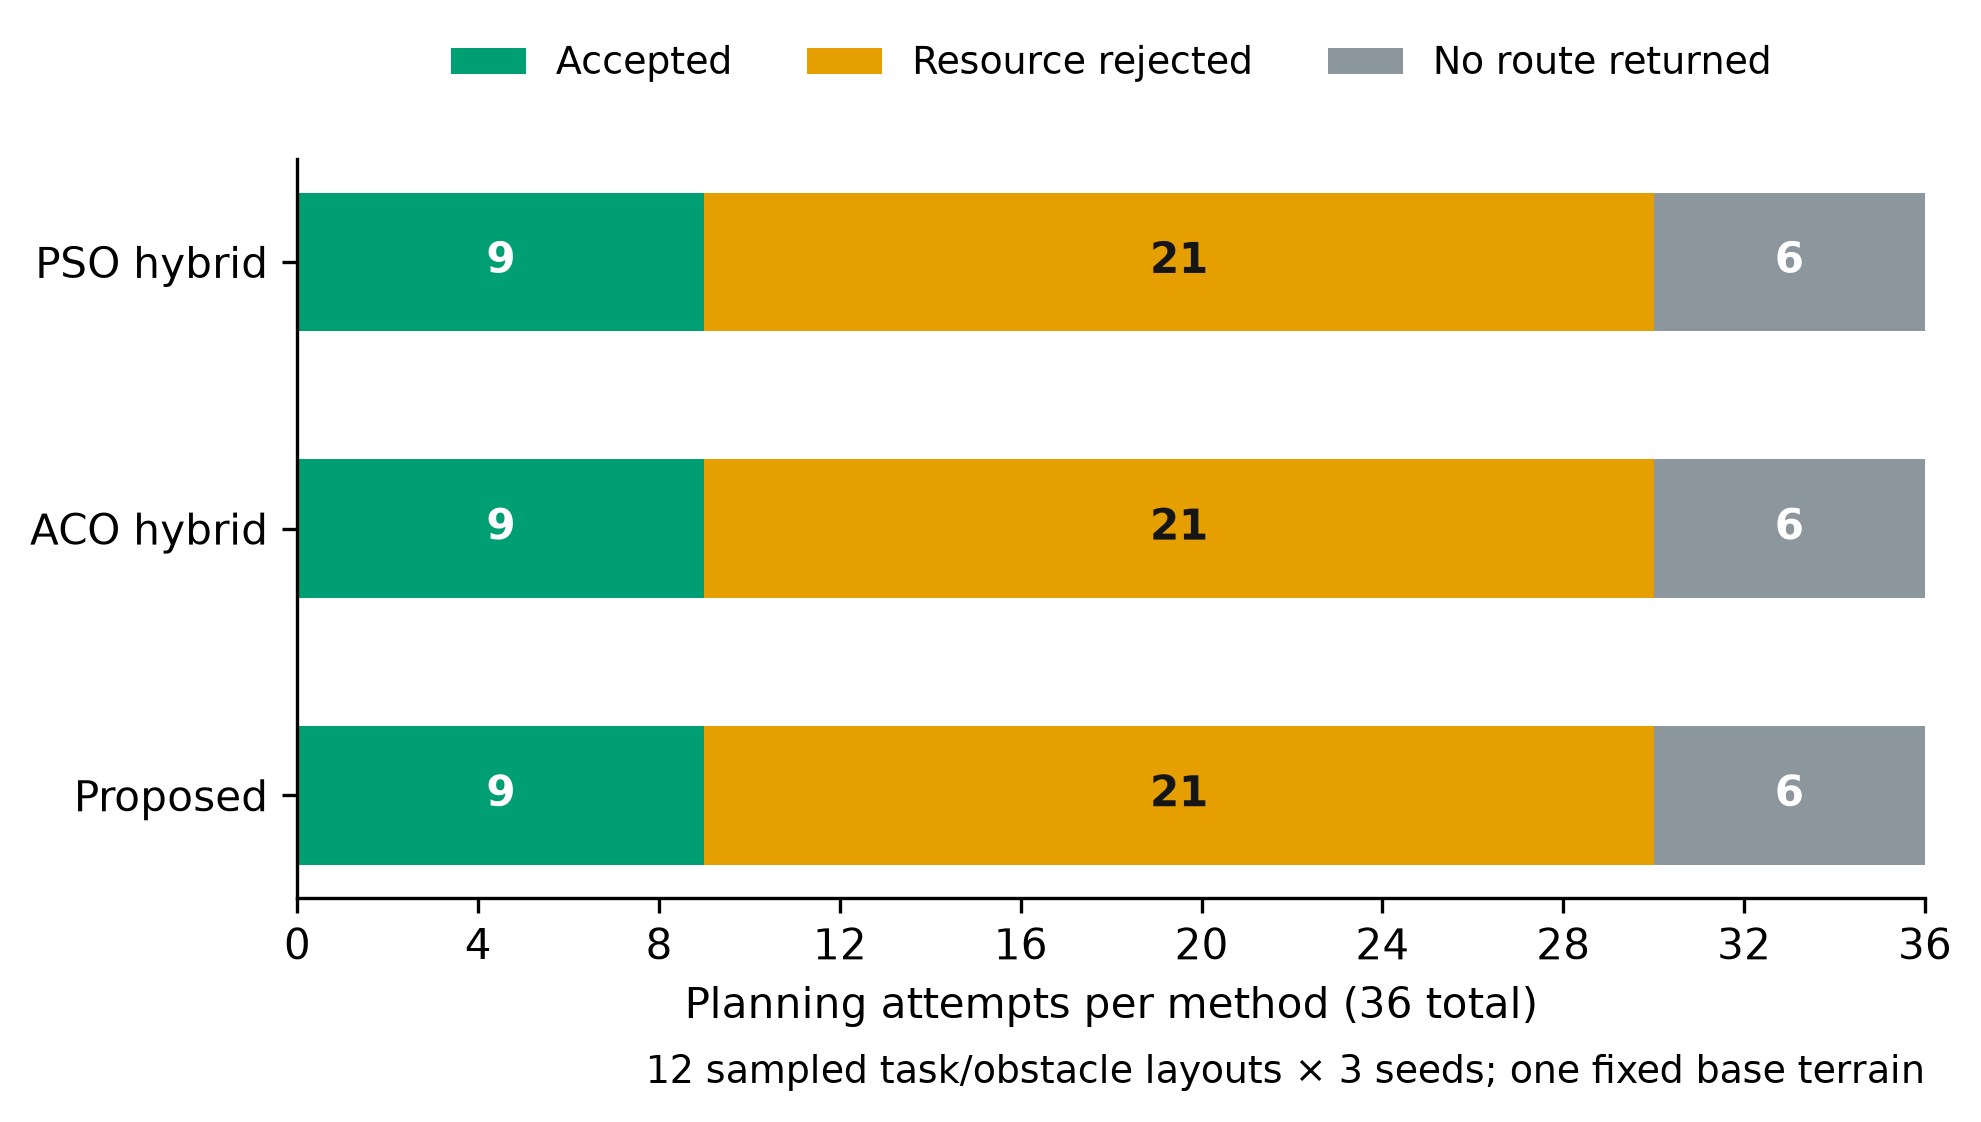 Accepted Resource rejected No route returned
PSO hybrid 9 21 6
ACO hybrid 9 21 6
Proposed 9 21 6
0 4 8 12 16 20 24 28 32 36
Planning attempts per method (36 total)
12 sampled task/obstacle layouts × 3 seeds; one fixed base terrain